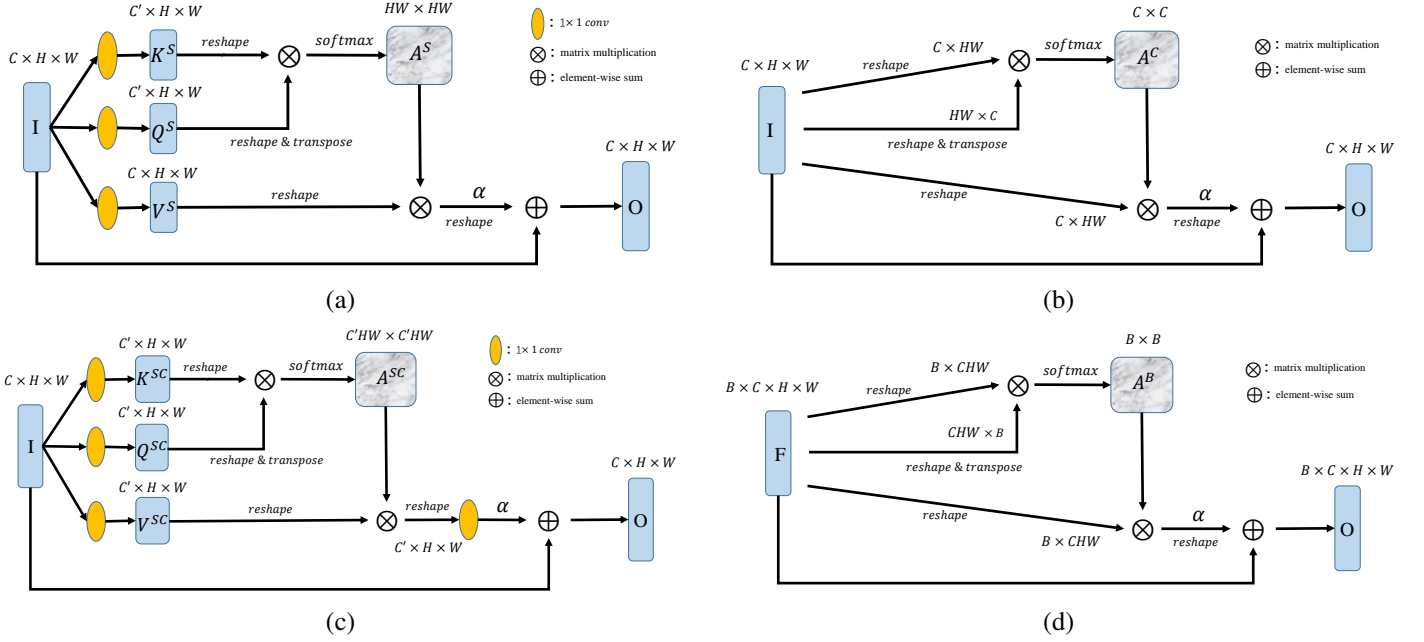 C′ × H × W
HW × HW
: 1× 1 conv
C × H × W
K^S
reshape
softmax
A^S
: matrix multiplication
: element-wise sum
C′ × H × W
I
Q^S
reshape & transpose
C × H × W
C × H × W
V^S
reshape
α
reshape
O
(a)
C × C
C × HW
softmax
: matrix multiplication
C × H × W
reshape
A^C
: element-wise sum
I
HW × C
reshape & transpose
C × H × W
reshape
α
O
C × HW
reshape
(b)
C′ × H × W
C′HW × C′HW
: 1× 1 conv
C × H × W
K^SC
reshape
softmax
A^SC
: matrix multiplication
: element-wise sum
C′ × H × W
I
Q^SC
reshape & transpose
C × H × W
C′ × H × W
V^SC
reshape
reshape
α
O
C′ × H × W
(c)
B × B
B × CHW
softmax
: matrix multiplication
B × C × H × W
reshape
A^B
: element-wise sum
F
CHW × B
reshape & transpose
B × C × H × W
reshape
α
O
B × CHW
reshape
(d)